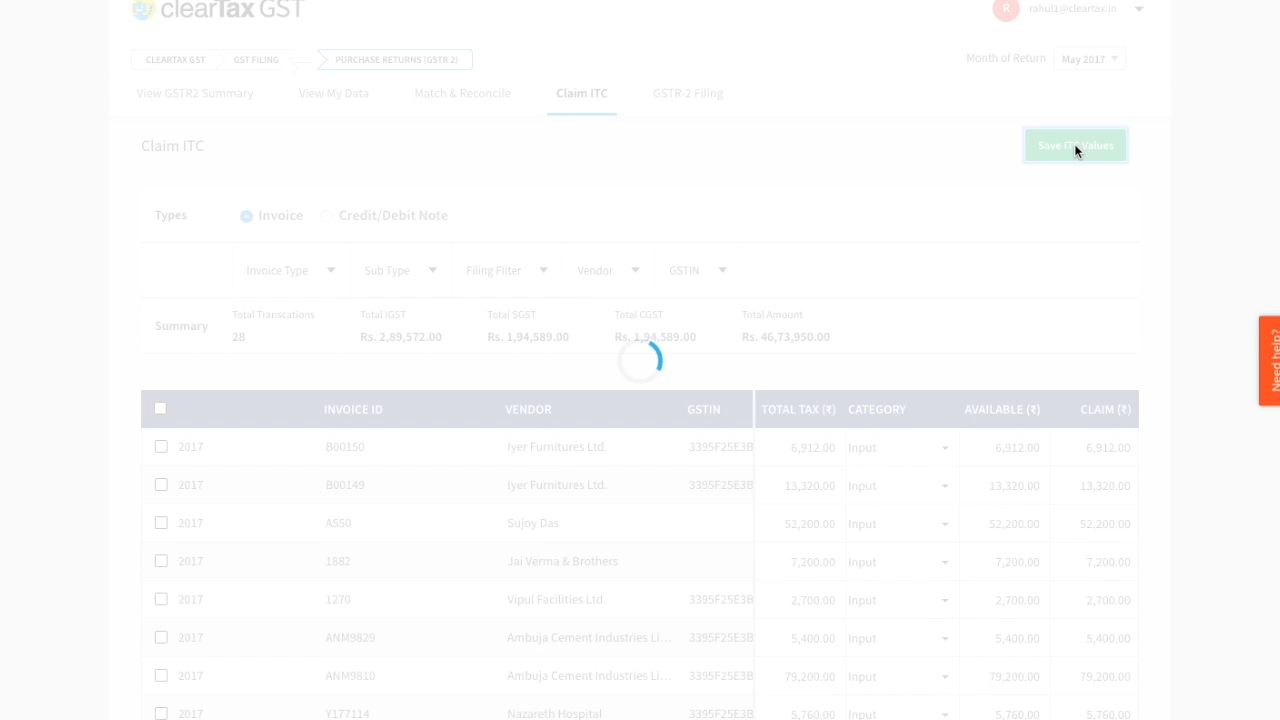 clearTax GST
R rahul1@cleartax.in
CLEARTAX GST GST FILING PURCHASE RETURNS (GSTR 2) Month of Return May 2017
View GSTR2 Summary View My Data Match & Reconcile Claim ITC GSTR-2 Filing
Claim ITC Save ITC Values
Types Invoice Credit/Debit Note
Invoice Type Sub Type Filing Filter Vendor GSTIN
Total Transcations Total IGST Total SGST Total CGST Total Amount
Summary
28 Rs. 2,89,572.00 Rs. 1,94,589.00 Rs. 1,94,589.00 Rs. 46,73,950.00
Need help?
INVOICE ID VENDOR GSTIN TOTAL TAX (₹) CATEGORY AVAILABLE (₹) CLAIM (₹)
2017 B00150 Iyer Furnitures Ltd. 3395F25E3B 6,912.00 Input 6,912.00 6,912.00
2017 B00149 Iyer Furnitures Ltd. 3395F25E3B 13,320.00 Input 13,320.00 13,320.00
2017 A550 Sujoy Das 52,200.00 Input 52,200.00 52,200.00
2017 1882 Jai Verma & Brothers 7,200.00 Input 7,200.00 7,200.00
2017 1270 Vipul Facilities Ltd. 3395F25E3B 2,700.00 Input 2,700.00 2,700.00
2017 ANM9829 Ambuja Cement Industries Li... 3395F25E3B 5,400.00 Input 5,400.00 5,400.00
2017 ANM9810 Ambuja Cement Industries Li... 3395F25E3B 79,200.00 Input 79,200.00 79,200.00
2017 Y177114 Nazareth Hospital 3395F25E3B 5,760.00 Input 5,760.00 5,760.00